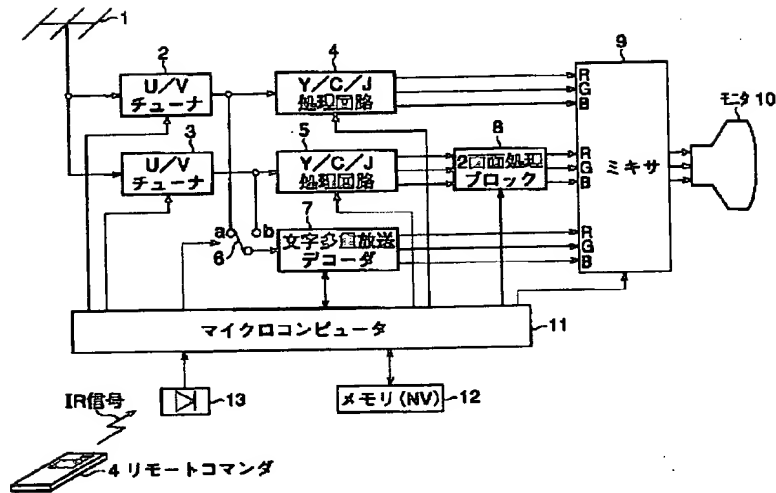 1
2
U/V
チューナ
3
U/V
チューナ
4
Y/C/J
処理回路
5
Y/C/J
処理回路
a
b
6
7
文字多重放送
デコーダ
8
2画面処理
ブロック
R
G
B
R
G
B
R
G
B
9
ミキサ
モニタ 10
マイクロコンピュータ
11
IR信号
13
メモリ(NV)
12
4 リモートコマンダ